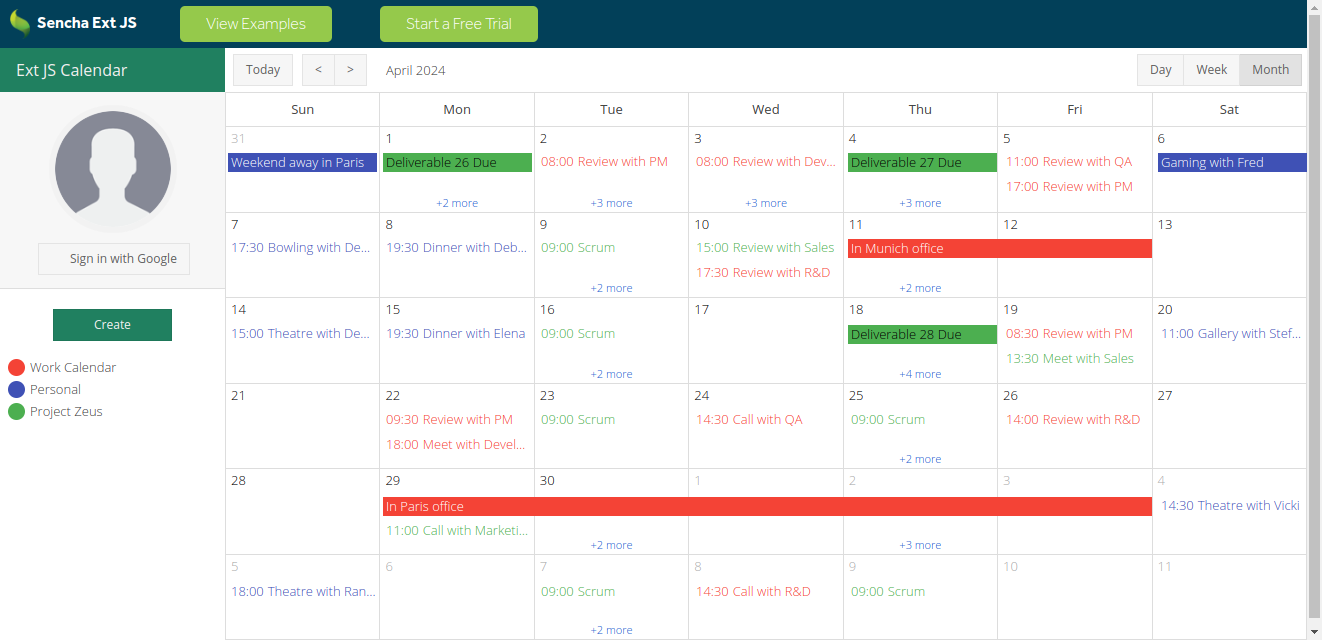 Sencha Ext JS
View Examples
Start a Free Trial
Ext JS Calendar
Sign in with Google
Create
Work Calendar
Personal
Project Zeus
Today < > April 2024 Day Week Month
Sun Mon Tue Wed Thu Fri Sat
31 1 2 3 4 5 6
Weekend away in Paris Deliverable 26 Due 08:00 Review with PM 08:00 Review with Dev... Deliverable 27 Due 11:00 Review with QA Gaming with Fred
17:00 Review with PM
+2 more +3 more +3 more +3 more
7 8 9 10 11 12 13
17:30 Bowling with De... 19:30 Dinner with Deb... 09:00 Scrum 15:00 Review with Sales In Munich office
17:30 Review with R&D
+2 more +2 more
14 15 16 17 18 19 20
15:00 Theatre with De... 19:30 Dinner with Elena 09:00 Scrum Deliverable 28 Due 08:30 Review with PM 11:00 Gallery with Stef...
13:30 Meet with Sales
+2 more +4 more
21 22 23 24 25 26 27
09:30 Review with PM 09:00 Scrum 14:30 Call with QA 09:00 Scrum 14:00 Review with R&D
18:00 Meet with Devel...
+2 more
28 29 30 1 2 3 4
In Paris office 14:30 Theatre with Vicki
11:00 Call with Marketi...
+2 more +3 more
5 6 7 8 9 10 11
18:00 Theatre with Ran... 09:00 Scrum 14:30 Call with R&D 09:00 Scrum
+2 more